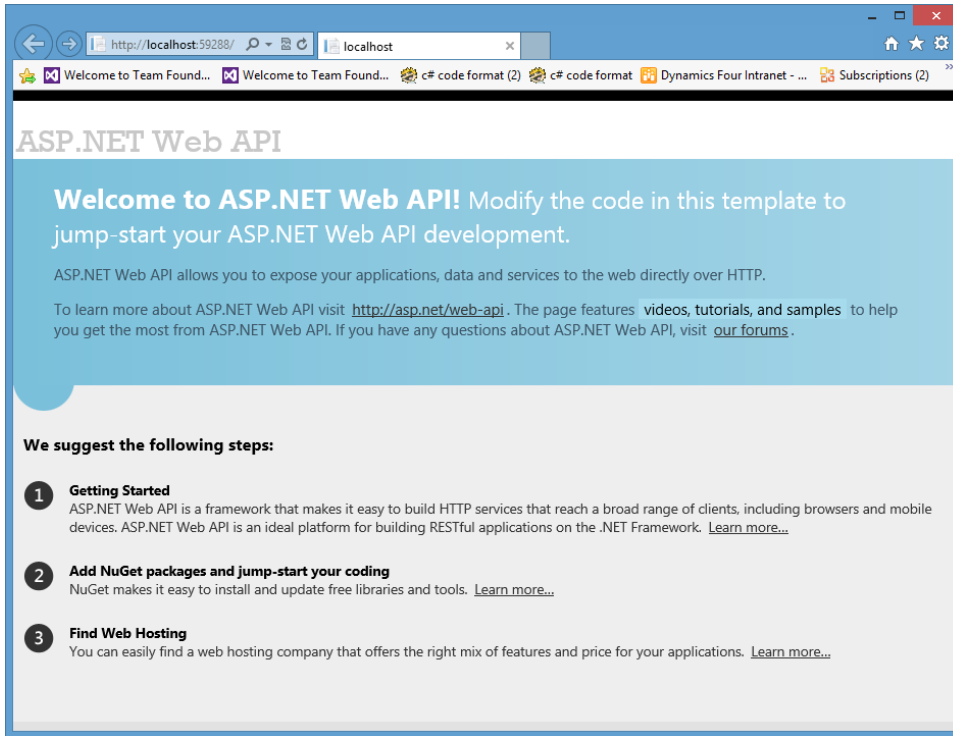 http://localhost:59288/
localhost
Welcome to Team Found...
Welcome to Team Found...
c# code format (2)
c# code format
Dynamics Four Intranet - ...
Subscriptions (2)
ASP.NET Web API
Welcome to ASP.NET Web API! Modify the code in this template to
jump-start your ASP.NET Web API development.
ASP.NET Web API allows you to expose your applications, data and services to the web directly over HTTP.
To learn more about ASP.NET Web API visit http://asp.net/web-api . The page features videos, tutorials, and samples to help
you get the most from ASP.NET Web API. If you have any questions about ASP.NET Web API, visit our forums .
We suggest the following steps:
1 Getting Started
ASP.NET Web API is a framework that makes it easy to build HTTP services that reach a broad range of clients, including browsers and mobile
devices. ASP.NET Web API is an ideal platform for building RESTful applications on the .NET Framework. Learn more...
2 Add NuGet packages and jump-start your coding
NuGet makes it easy to install and update free libraries and tools. Learn more...
3 Find Web Hosting
You can easily find a web hosting company that offers the right mix of features and price for your applications. Learn more...